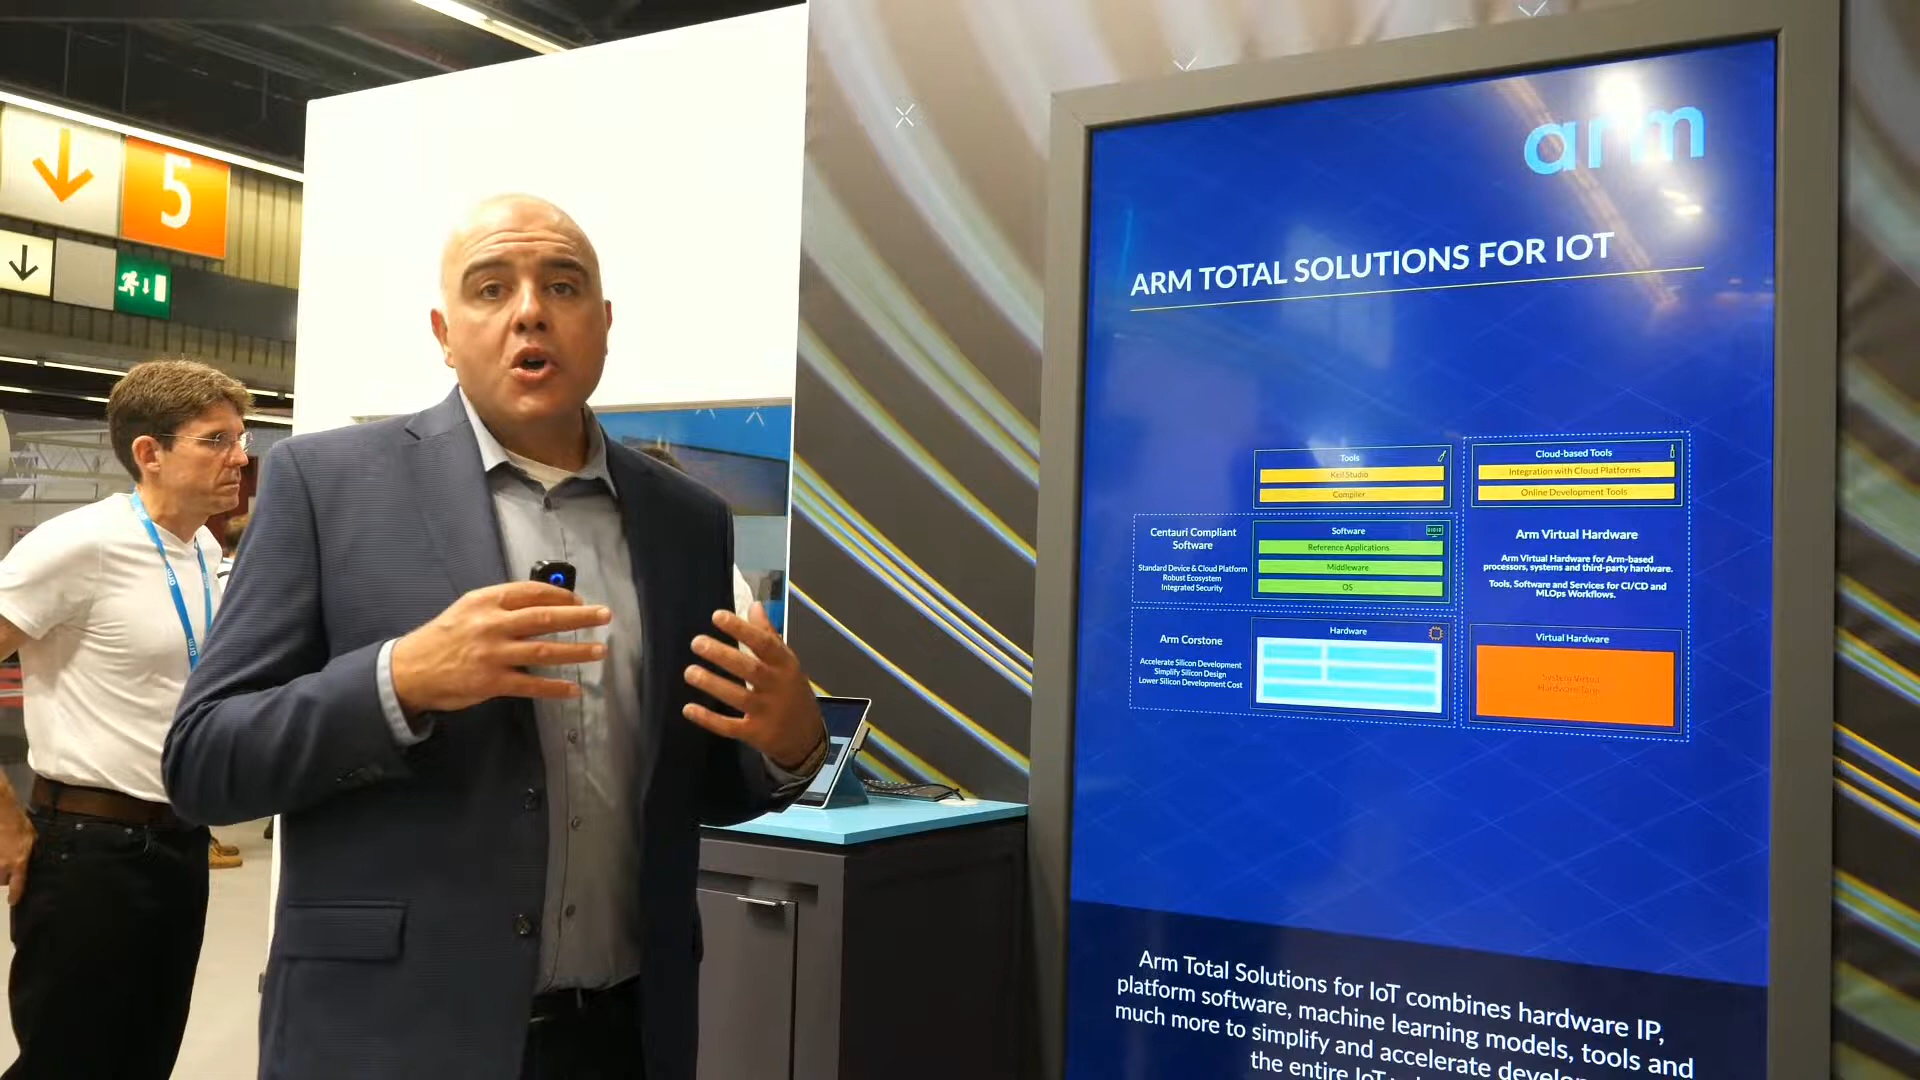 5
arm
arm
arm
ARM TOTAL SOLUTIONS FOR IOT
Tools
Keil Studio
Compiler
Cloud-based Tools
Integration with Cloud Platforms
Online Development Tools
Centauri Compliant
Software
Standard Device & Cloud Platform
Robust Ecosystem
Integrated Security
Software
Reference Applications
Middleware
OS
Arm Virtual Hardware
Arm Virtual Hardware for Arm-based
processors, systems and third-party hardware.
Tools, Software and Services for CI/CD and
MLOps Workflows.
Arm Corstone
Accelerate Silicon Development
Simplify Silicon Design
Lower Silicon Development Cost
Hardware
Virtual Hardware
Arm Total Solutions for IoT combines hardware IP,
platform software, machine learning models, tools and
much more to simplify and accelerate
the entire IoT